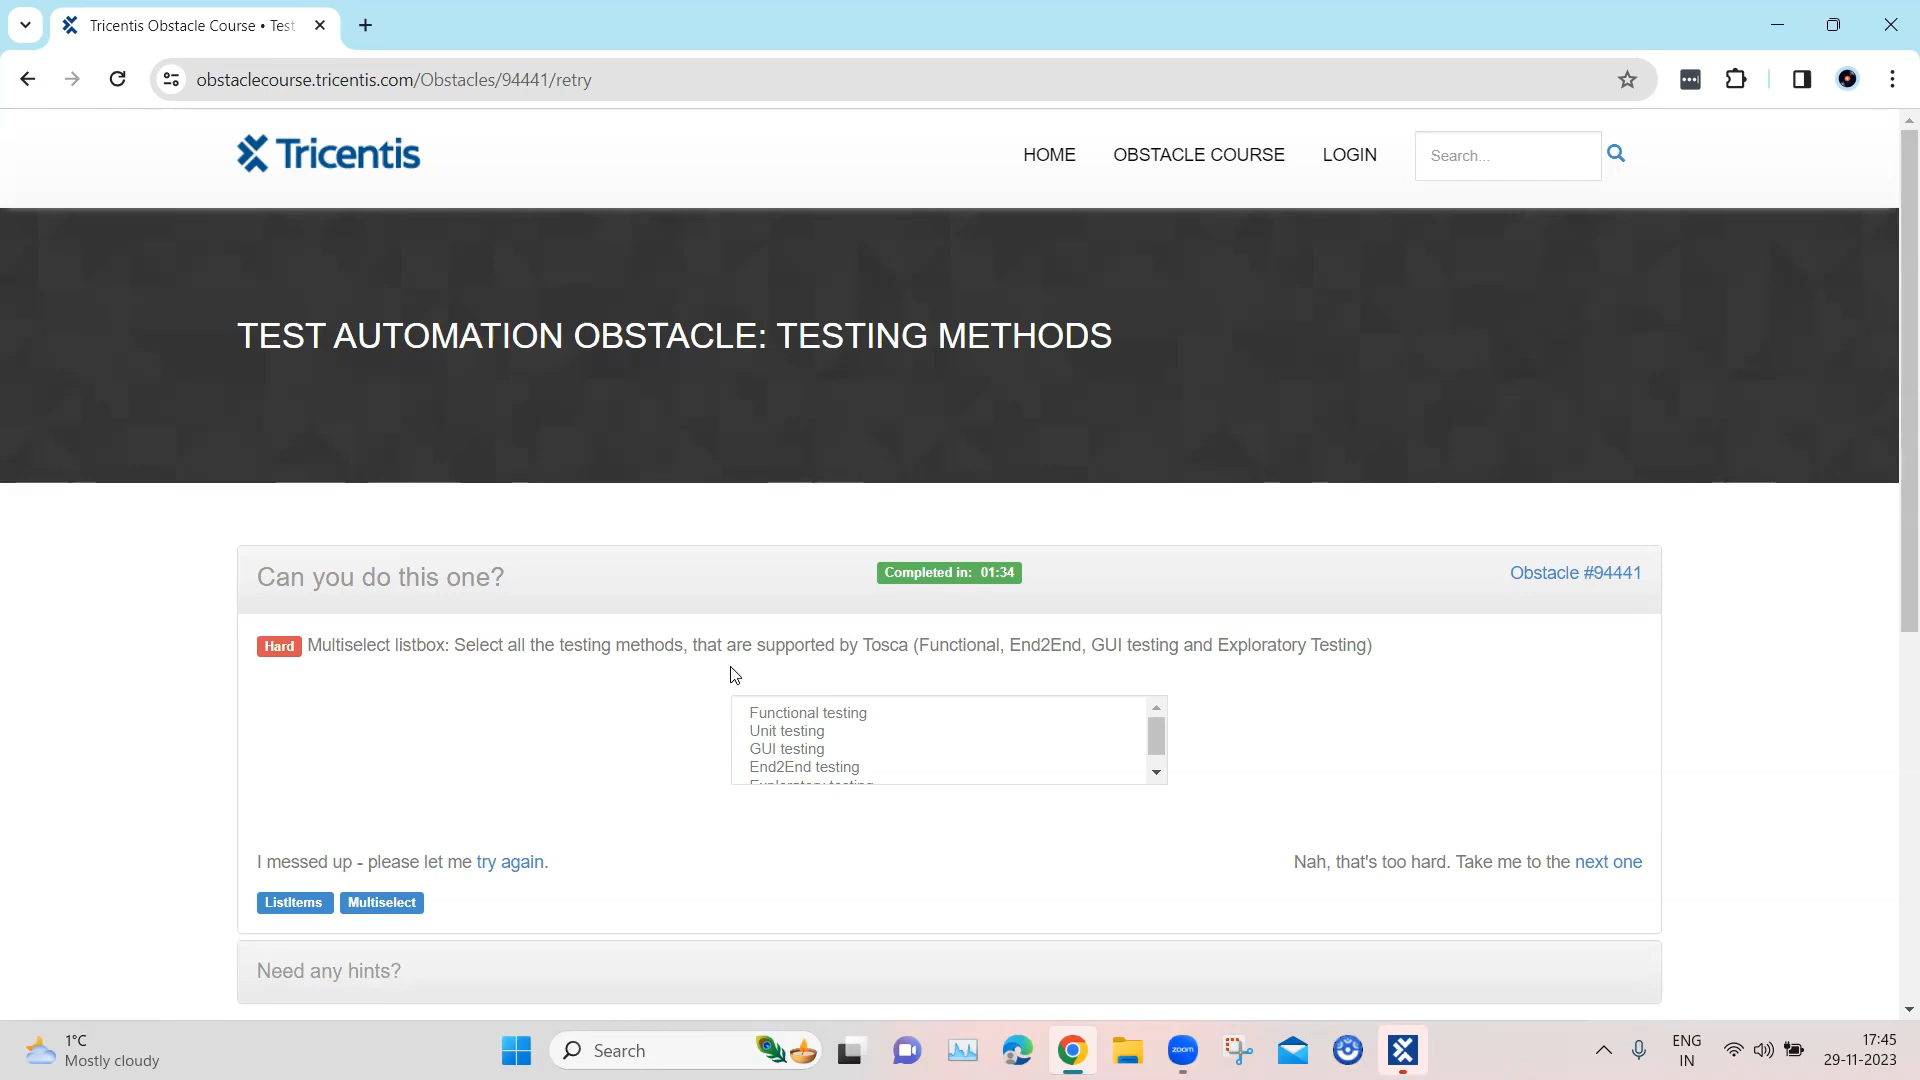 Tricentis Obstacle Course • Test
obstaclecourse.tricentis.com/Obstacles/94441/retry
Tricentis
HOME
OBSTACLE COURSE
LOGIN
Search...
TEST AUTOMATION OBSTACLE: TESTING METHODS
Can you do this one?
Completed in: 01:34
Obstacle #94441
Hard Multiselect listbox: Select all the testing methods, that are supported by Tosca (Functional, End2End, GUI testing and Exploratory Testing)
Functional testing
Unit testing
GUI testing
End2End testing
Exploratory testing
I messed up - please let me try again.
Nah, that's too hard. Take me to the next one
ListItems
Multiselect
Need any hints?
1°C
Mostly cloudy
Search
zoom
ENG
IN
17:45
29-11-2023